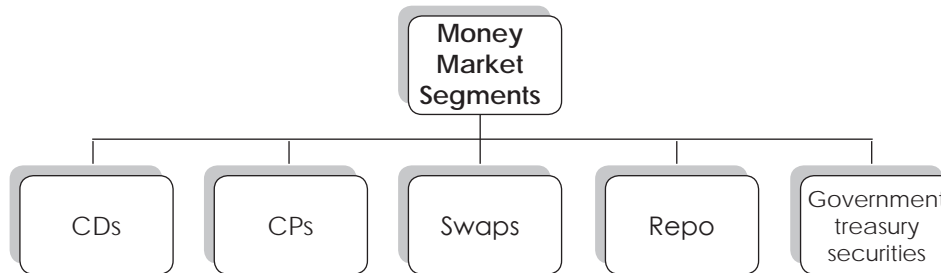 Money
Market
Segments
CDs
CPs
Swaps
Repo
Government
treasury
securities